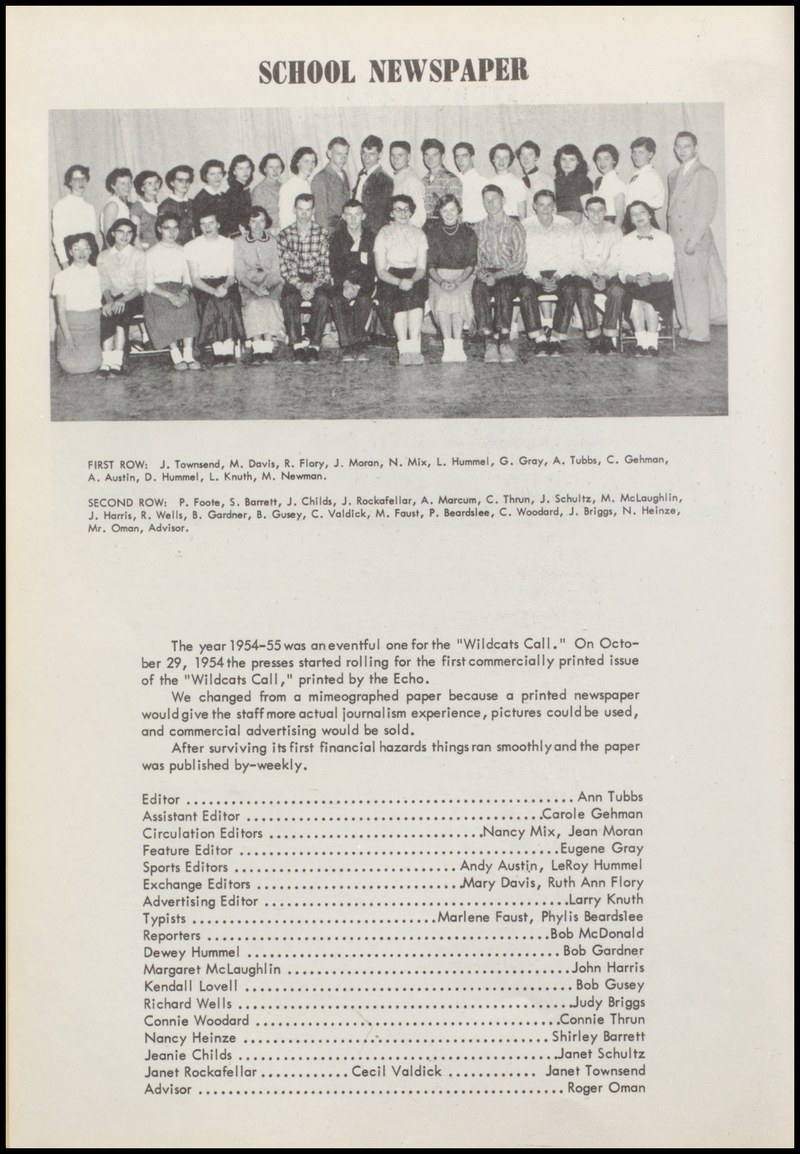 SCHOOL NEWSPAPER
FIRST ROW: J. Townsend, M. Davis, R. Flory, J. Moran, N. Mix, L. Hummel, G. Gray, A. Tubbs, C. Gehman,
A. Austin, D. Hummel, L. Knuth, M. Newman.
SECOND ROW: P. Foote, S. Barrett, J. Childs, J. Rockafellar, A. Marcum, C. Thrun, J. Schultz, M. McLaughlin,
J. Harris, R. Wells, B. Gardner, B. Gusey, C. Valdick, M. Faust, P. Beardslee, C. Woodard, J. Briggs, N. Heinze,
Mr. Oman, Advisor.
The year 1954-55 was an eventful one for the "Wildcats Call." On Octo-
ber 29, 1954 the presses started rolling for the first commercially printed issue
of the "Wildcats Call," printed by the Echo.
We changed from a mimeographed paper because a printed newspaper
would give the staff more actual journalism experience, pictures could be used,
and commercial advertising would be sold.
After surviving its first financial hazards things ran smoothly and the paper
was published by-weekly.
Editor ........ Ann Tubbs
Assistant Editor ........ Carole Gehman
Circulation Editors ........ Nancy Mix, Jean Moran
Feature Editor ........ Eugene Gray
Sports Editors ........ Andy Austin, LeRoy Hummel
Exchange Editors ........ Mary Davis, Ruth Ann Flory
Advertising Editor ........ Larry Knuth
Typists ........ Marlene Faust, Phylis Beardslee
Reporters ........ Bob McDonald
Dewey Hummel ........ Bob Gardner
Margaret McLaughlin ........ John Harris
Kendall Lovell ........ Bob Gusey
Richard Wells ........ Judy Briggs
Connie Woodard ........ Connie Thrun
Nancy Heinze ........ Shirley Barrett
Jeanie Childs ........ Janet Schultz
Janet Rockafellar ........ Cecil Valdick ........ Janet Townsend
Advisor ........ Roger Oman